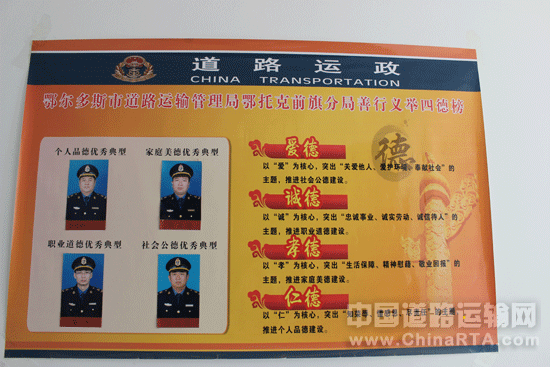 道路运政
CHINA TRANSPORTATION
鄂尔多斯市道路运输管理局鄂托克前旗分局善行义举四德榜
个人品德优秀典型
家庭美德优秀典型
职业道德优秀典型
社会公德优秀典型
德
爱德
以“爱”为核心，突出“关爱他人、爱护环境、奉献社会”的
主题，推进社会公德建设。
诚德
以“诚”为核心，突出“忠诚事业、诚实劳动、诚信待人”的
主题，推进职业道德建设。
孝德
以“孝”为核心，突出“生活保障、精神慰藉、敬业回报”的
主题，推进家庭美德建设。
仁德
以“仁”为核心，突出“知荣辱、
推进个人品德建设。
中国道路运输网
www.ChinaRTA.com